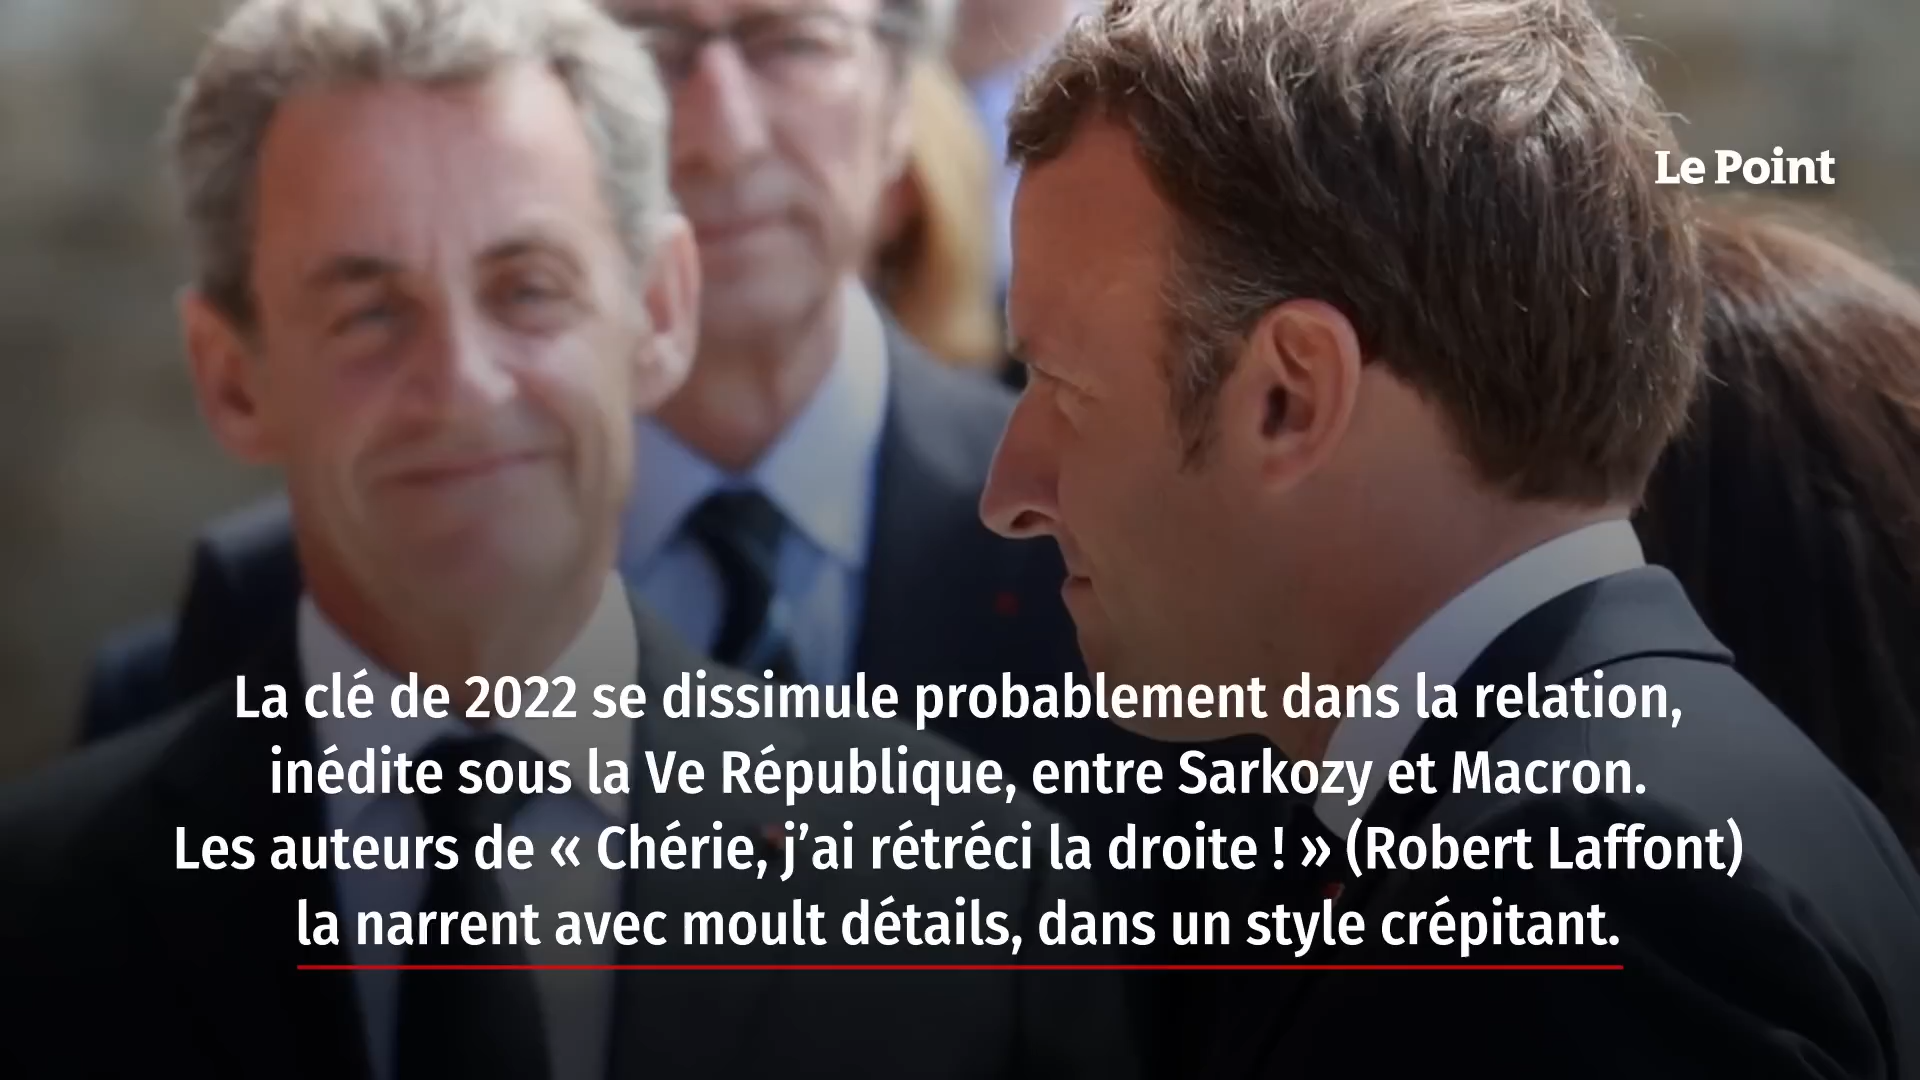 Le Point
La clé de 2022 se dissimule probablement dans la relation,
inédite sous la Ve République, entre Sarkozy et Macron.
Les auteurs de « Chérie, j’ai rétréci la droite ! » (Robert Laffont)
la narrent avec moult détails, dans un style crépitant.